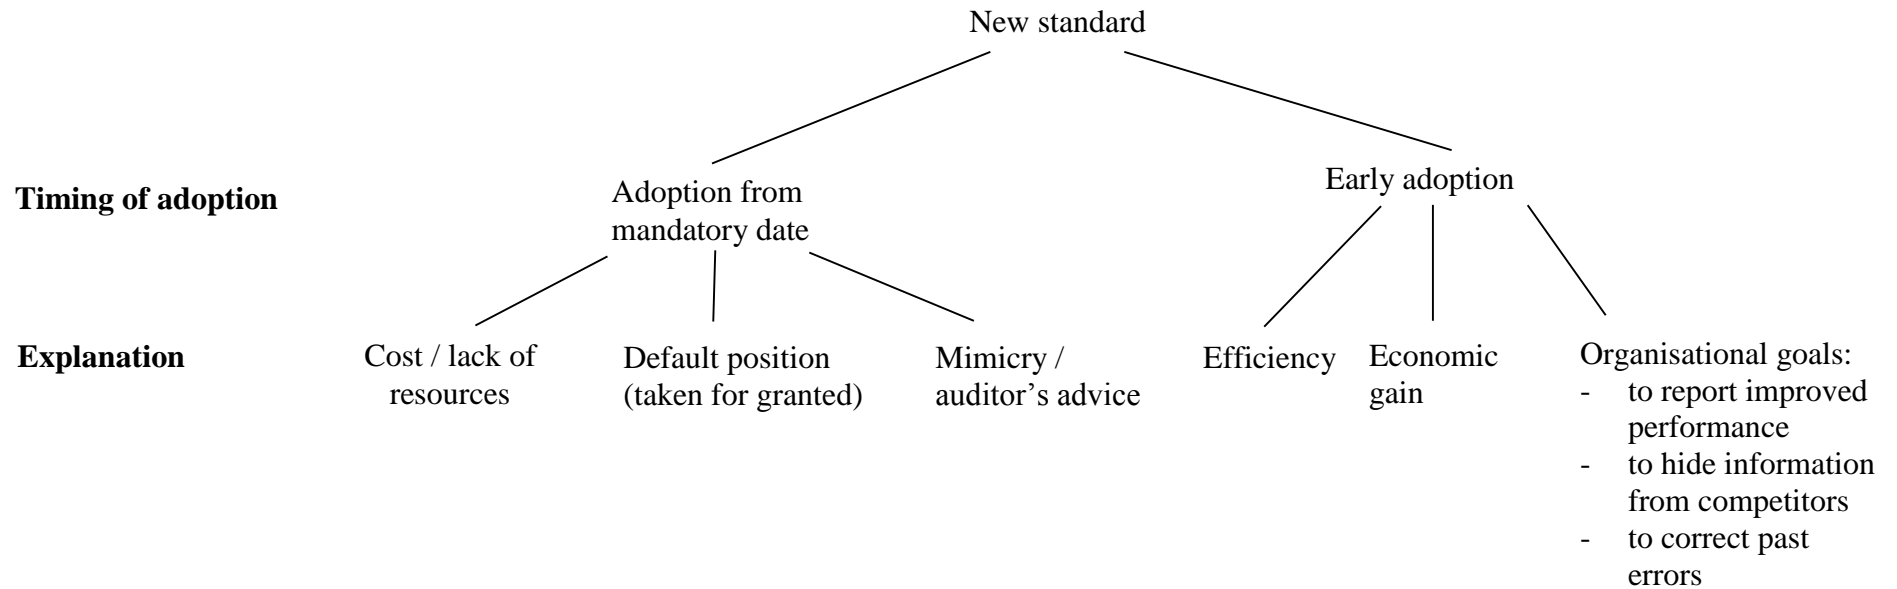 New standard
Timing of adoption
Adoption from
mandatory date
Early adoption
Explanation
Cost / lack of
resources
Default position
(taken for granted)
Mimicry /
auditor’s advice
Efficiency
Economic
gain
Organisational goals:
- to report improved
performance
- to hide information
from competitors
- to correct past
errors